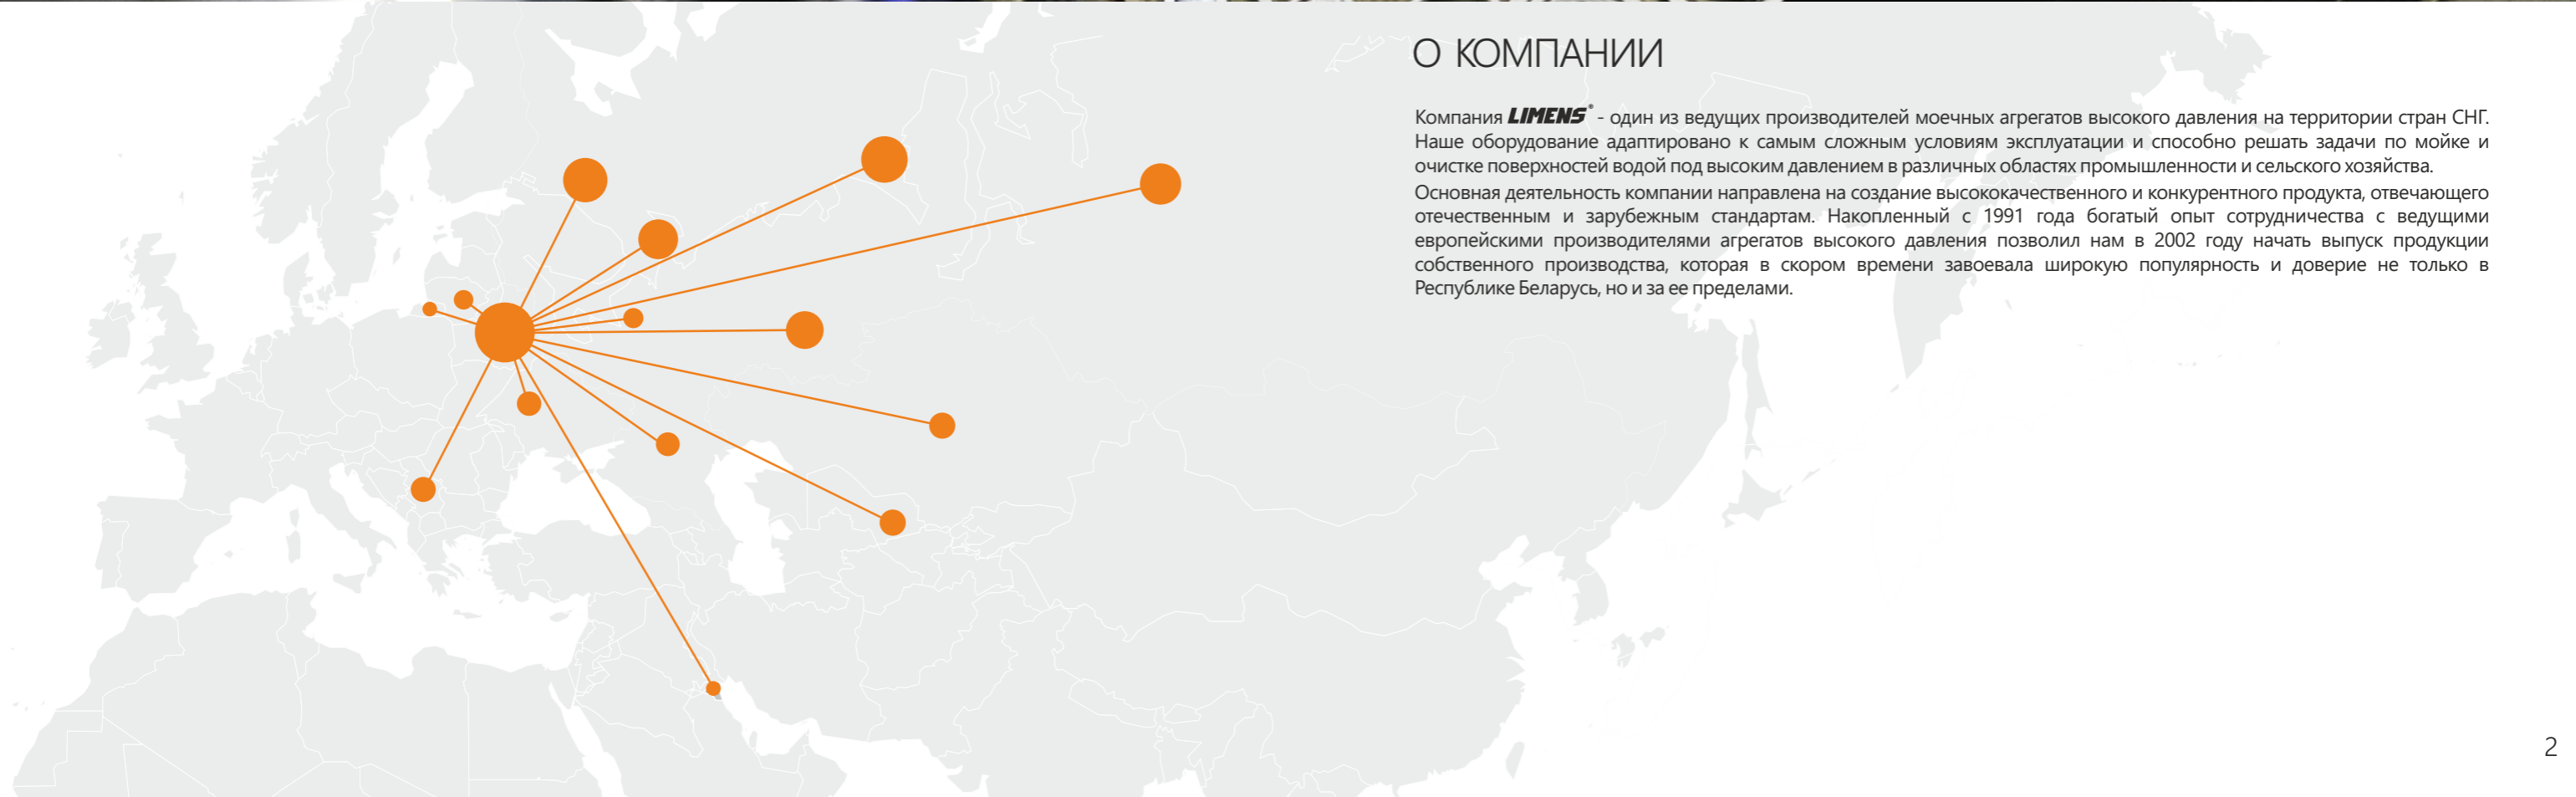 О КОМПАНИИ
Компания LIMENS® - один из ведущих производителей моечных агрегатов высокого давления на территории стран СНГ.
Наше оборудование адаптировано к самым сложным условиям эксплуатации и способно решать задачи по мойке и
очистке поверхностей водой под высоким давлением в различных областях промышленности и сельского хозяйства.
Основная деятельность компании направлена на создание высококачественного и конкурентного продукта, отвечающего
отечественным и зарубежным стандартам. Накопленный с 1991 года богатый опыт сотрудничества с ведущими
европейскими производителями агрегатов высокого давления позволил нам в 2002 году начать выпуск продукции
собственного производства, которая в скором времени завоевала широкую популярность и доверие не только в
Республике Беларусь, но и за ее пределами.
2